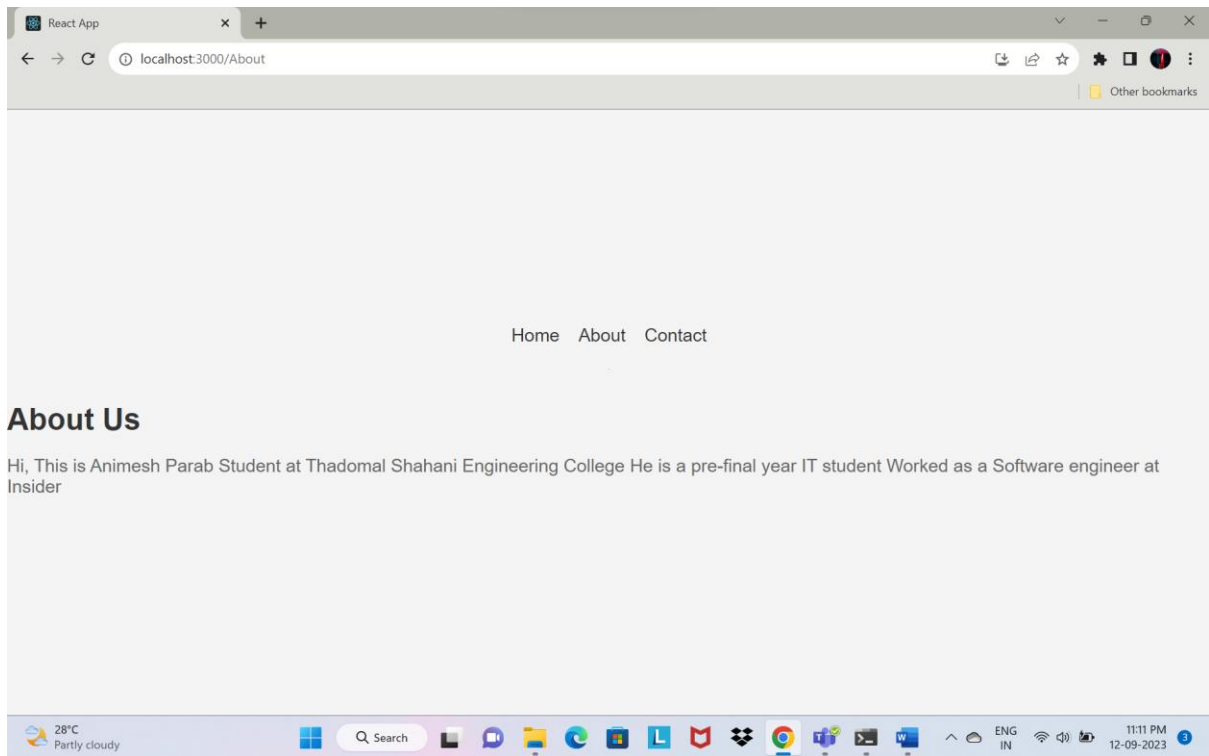 React App
localhost:3000/About
Other bookmarks
Home About Contact
About Us
Hi, This is Animesh Parab Student at Thadomal Shahani Engineering College He is a pre-final year IT student Worked as a Software engineer at
Insider
28°C
Partly cloudy
Search
L
W
ENG
IN
11:11 PM
12-09-2023
3